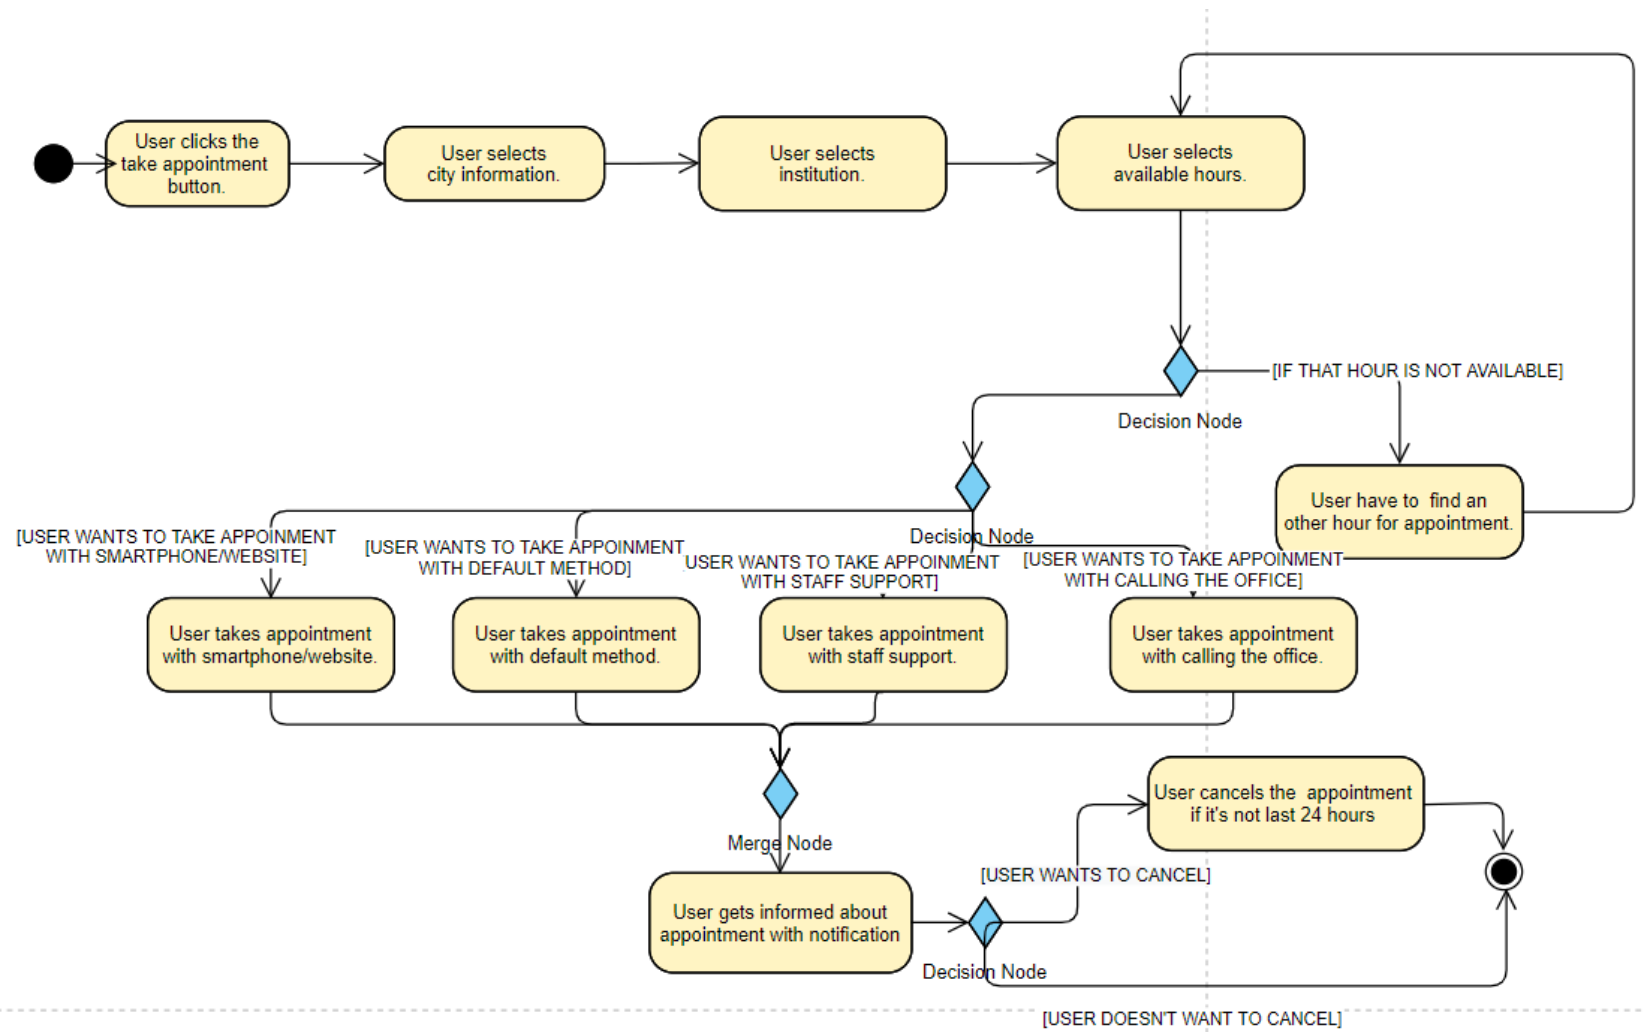 User clicks the
take appointment
button.
User selects
city information.
User selects
institution.
User selects
available hours.
[IF THAT HOUR IS NOT AVAILABLE]
Decision Node
User have to find an
other hour for appointment.
Decision Node
[USER WANTS TO TAKE APPOINMENT
WITH SMARTPHONE/WEBSITE]
[USER WANTS TO TAKE APPOINMENT
WITH DEFAULT METHOD]
USER WANTS TO TAKE APPOINMENT
WITH STAFF SUPPORT]
[USER WANTS TO TAKE APPOINMENT
WITH CALLING THE OFFICE]
User takes appointment
with smartphone/website.
User takes appointment
with default method.
User takes appointment
with staff support.
User takes appointment
with calling the office.
Merge Node
User cancels the appointment
if it's not last 24 hours
[USER WANTS TO CANCEL]
User gets informed about
appointment with notification
Decision Node
[USER DOESN'T WANT TO CANCEL]